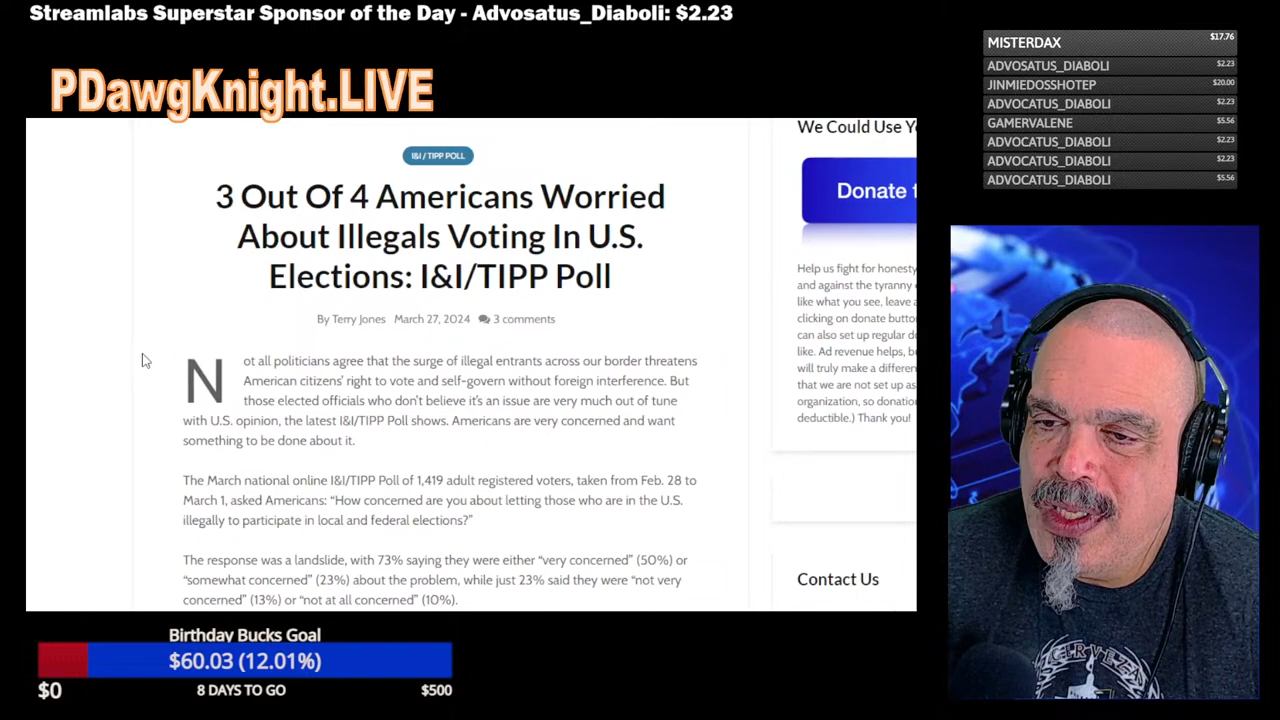 Streamlabs Superstar Sponsor of the Day - Advosatus_Diaboli: $2.23
PDawgKnight.LIVE
MISTERDAX $17.76
ADVOSATUS_DIABOLI $2.23
JINMIEDOSSHOTEP $20.00
ADVOCATUS_DIABOLI $2.23
GAMERVALENE $5.56
ADVOCATUS_DIABOLI $2.23
ADVOCATUS_DIABOLI $2.23
ADVOCATUS_DIABOLI $5.56
I&I / TIPP POLL
3 Out Of 4 Americans Worried
About Illegals Voting In U.S.
Elections: I&I/TIPP Poll
By Terry Jones March 27, 2024 3 comments
Not all politicians agree that the surge of illegal entrants across our border threatens
American citizens' right to vote and self-govern without foreign interference. But
those elected officials who don't believe it's an issue are very much out of tune
with U.S. opinion, the latest I&I/TIPP Poll shows. Americans are very concerned and want
something to be done about it.
The March national online I&I/TIPP Poll of 1,419 adult registered voters, taken from Feb. 28 to
March 1, asked Americans: “How concerned are you about letting those who are in the U.S.
illegally to participate in local and federal elections?”
The response was a landslide, with 73% saying they were either “very concerned” (50%) or
“somewhat concerned” (23%) about the problem, while just 23% said they were “not very
concerned” (13%) or “not at all concerned” (10%).
We Could Use Yo
Donate t
Help us fight for honesty
and against the tyranny
like what you see, leave a
clicking on donate button
can also set up regular do
like. Ad revenue helps, bu
will truly make a differen
that we are not set up as
organization, so donation
deductible.) Thank you!
Contact Us
Birthday Bucks Goal
$60.03 (12.01%)
$0 8 DAYS TO GO $500